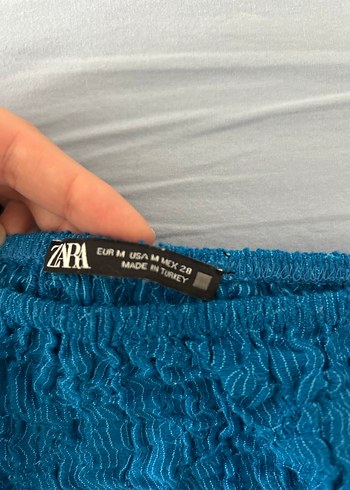 ZARA
EUR M USA M MEX 28
MADE IN TURKEY